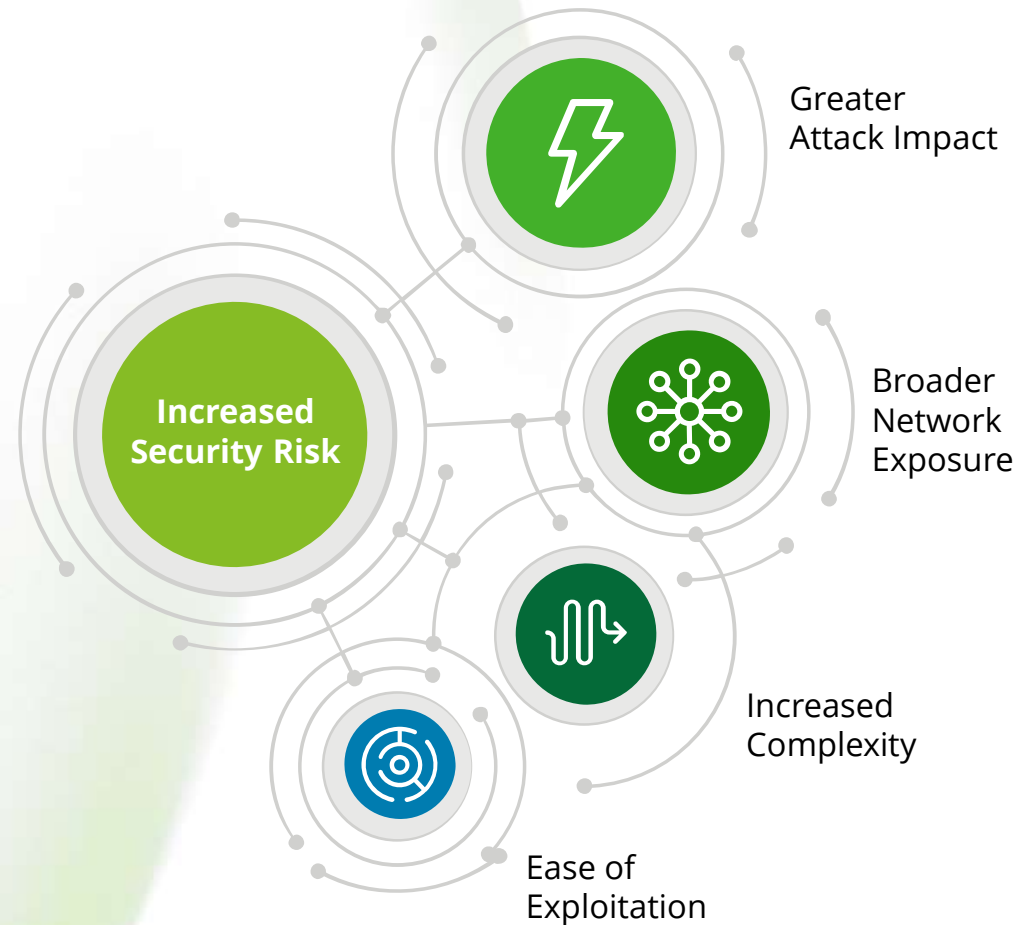 Greater
Attack Impact
Increased
Security Risk
Broader
Network
Exposure
Increased
Complexity
Ease of
Exploitation